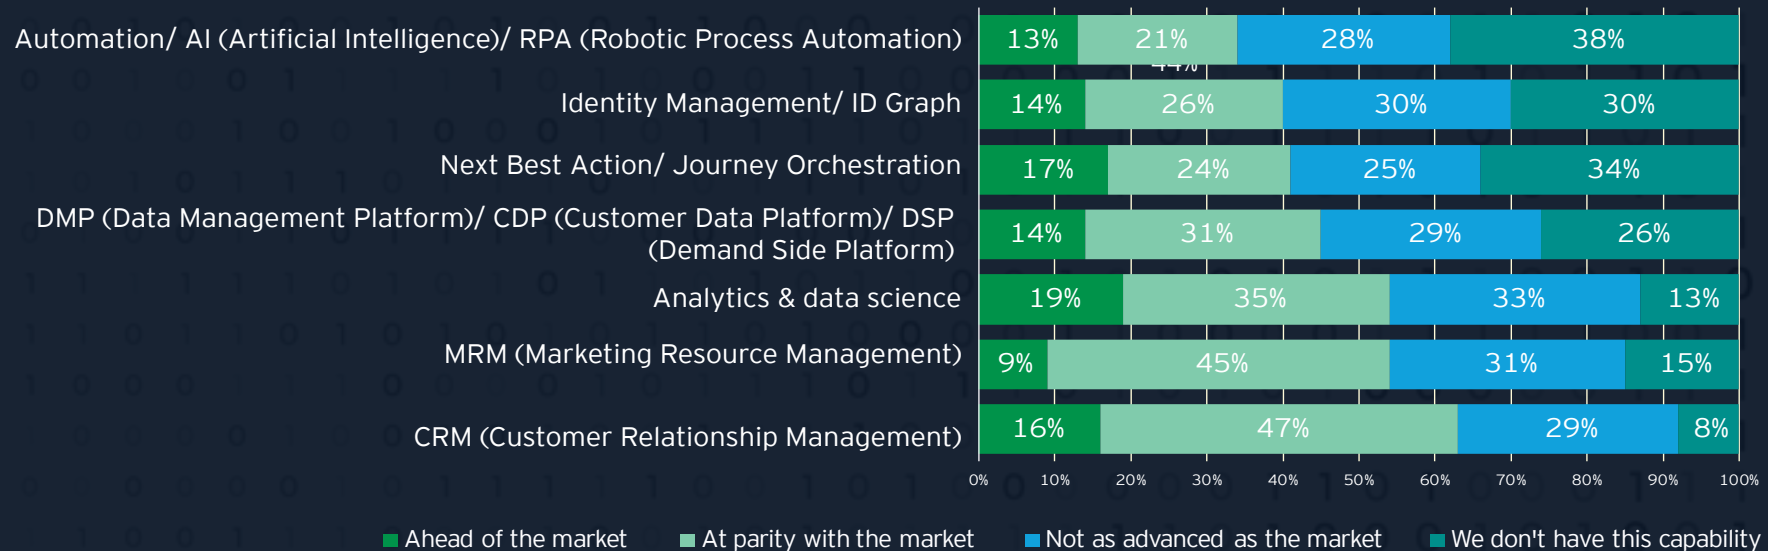 Automation/ AI (Artificial Intelligence)/ RPA (Robotic Process Automation)
13% 21% 28% 38%
44%
Identity Management/ ID Graph
14% 26% 30% 30%
Next Best Action/ Journey Orchestration
17% 24% 25% 34%
DMP (Data Management Platform)/ CDP (Customer Data Platform)/ DSP
(Demand Side Platform)
14% 31% 29% 26%
Analytics & data science
19% 35% 33% 13%
MRM (Marketing Resource Management)
9% 45% 31% 15%
CRM (Customer Relationship Management)
16% 47% 29% 8%
0% 10% 20% 30% 40% 50% 60% 70% 80% 90% 100%
Ahead of the market At parity with the market Not as advanced as the market We don't have this capability